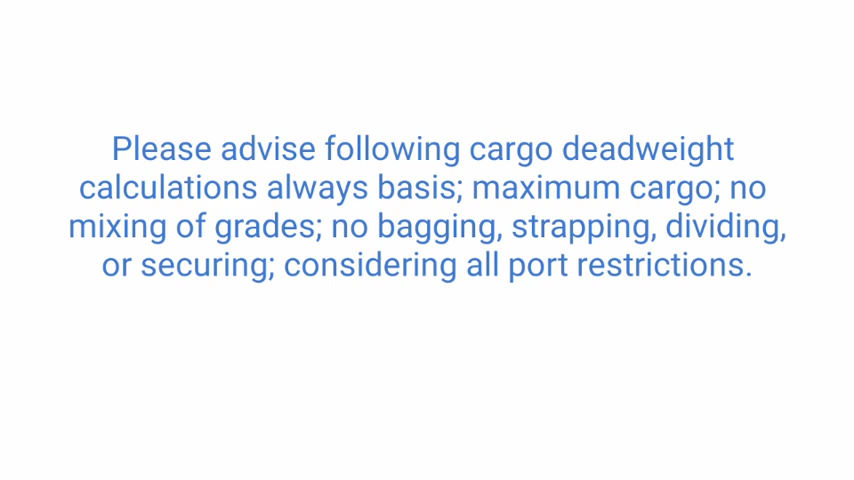 Please advise following cargo deadweight
calculations always basis; maximum cargo; no
mixing of grades; no bagging, strapping, dividing,
or securing; considering all port restrictions.